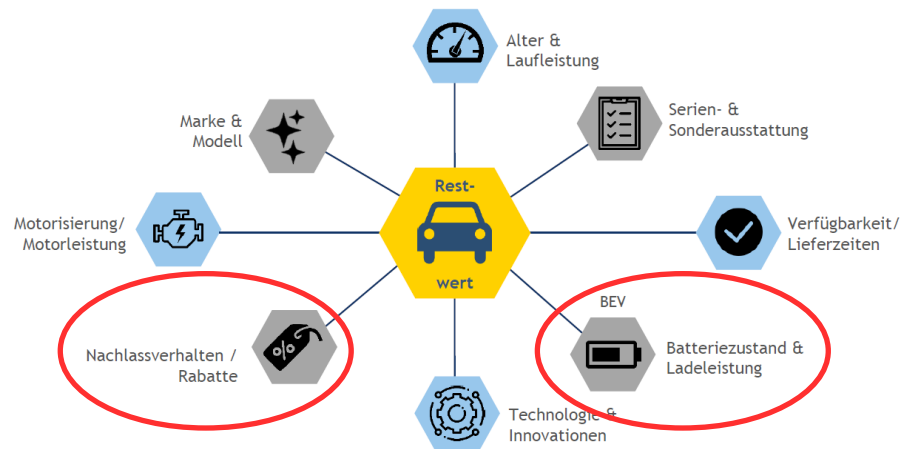 Alter &
Laufleistung
Marke &
Modell
Serien- &
Sonderausstattung
Rest-
wert
Motorisierung/
Motorleistung
Verfügbarkeit/
Lieferzeiten
BEV
Nachlassverhalten /
Rabatte
%
Batteriezustand &
Ladeleistung
Technologie &
Innovationen